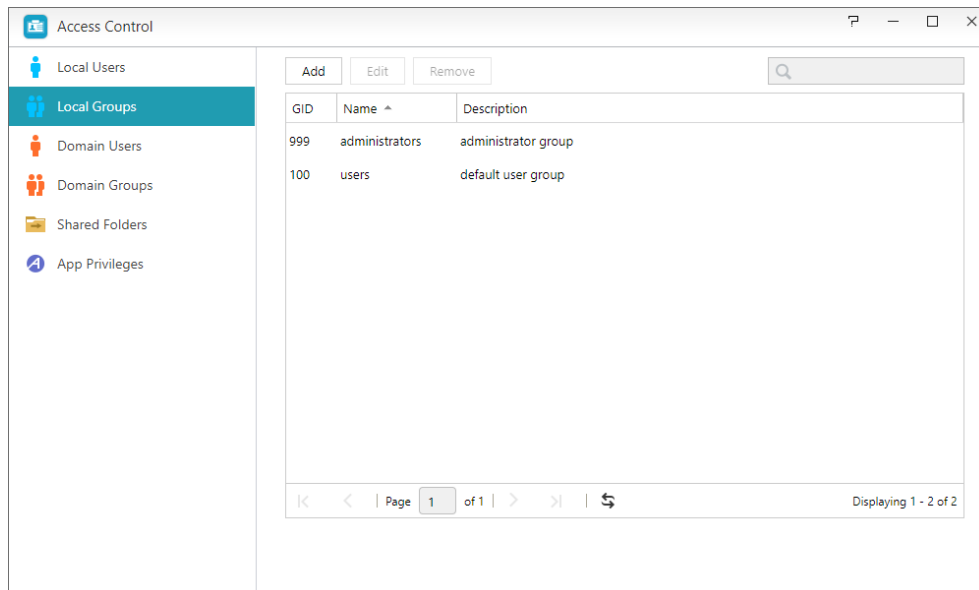 Access Control
Local Users
Local Groups
Domain Users
Domain Groups
Shared Folders
App Privileges
Add Edit Remove
GID Name Description
999 administrators administrator group
100 users default user group
Page 1 of 1
Displaying 1 - 2 of 2